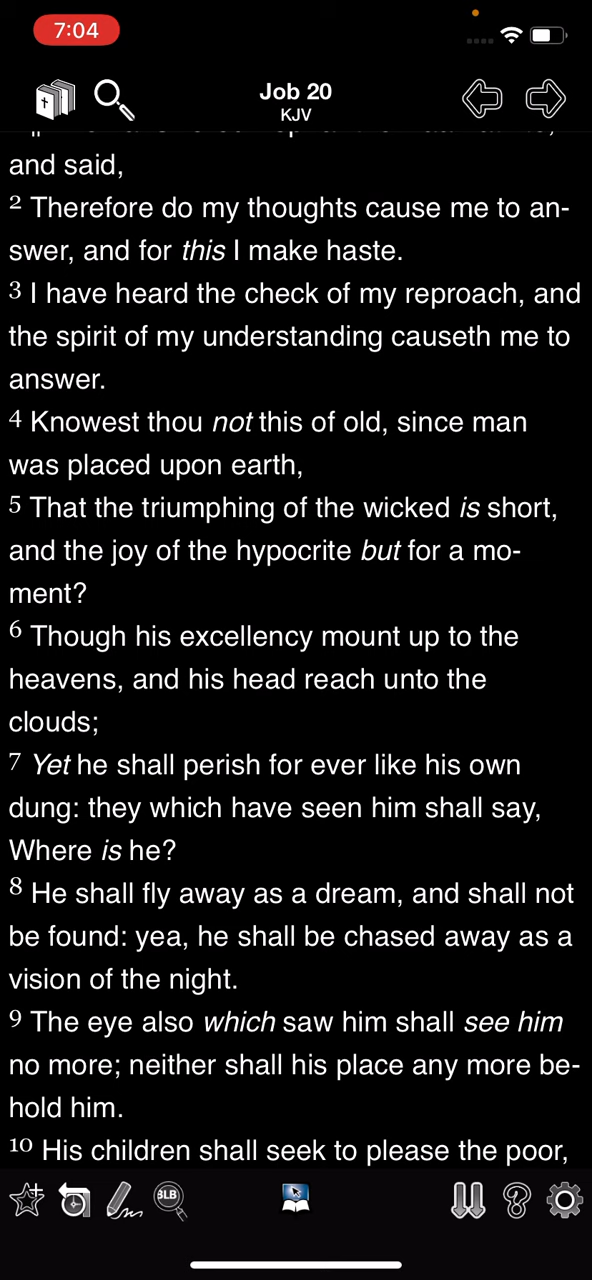 7:04
Job 20
KJV
and said,
2 Therefore do my thoughts cause me to an-
swer, and for this I make haste.
3 I have heard the check of my reproach, and
the spirit of my understanding causeth me to
answer.
4 Knowest thou not this of old, since man
was placed upon earth,
5 That the triumphing of the wicked is short,
and the joy of the hypocrite but for a mo-
ment?
6 Though his excellency mount up to the
heavens, and his head reach unto the
clouds;
7 Yet he shall perish for ever like his own
dung: they which have seen him shall say,
Where is he?
8 He shall fly away as a dream, and shall not
be found: yea, he shall be chased away as a
vision of the night.
9 The eye also which saw him shall see him
no more; neither shall his place any more be-
hold him.
10 His children shall seek to please the poor,
BLB